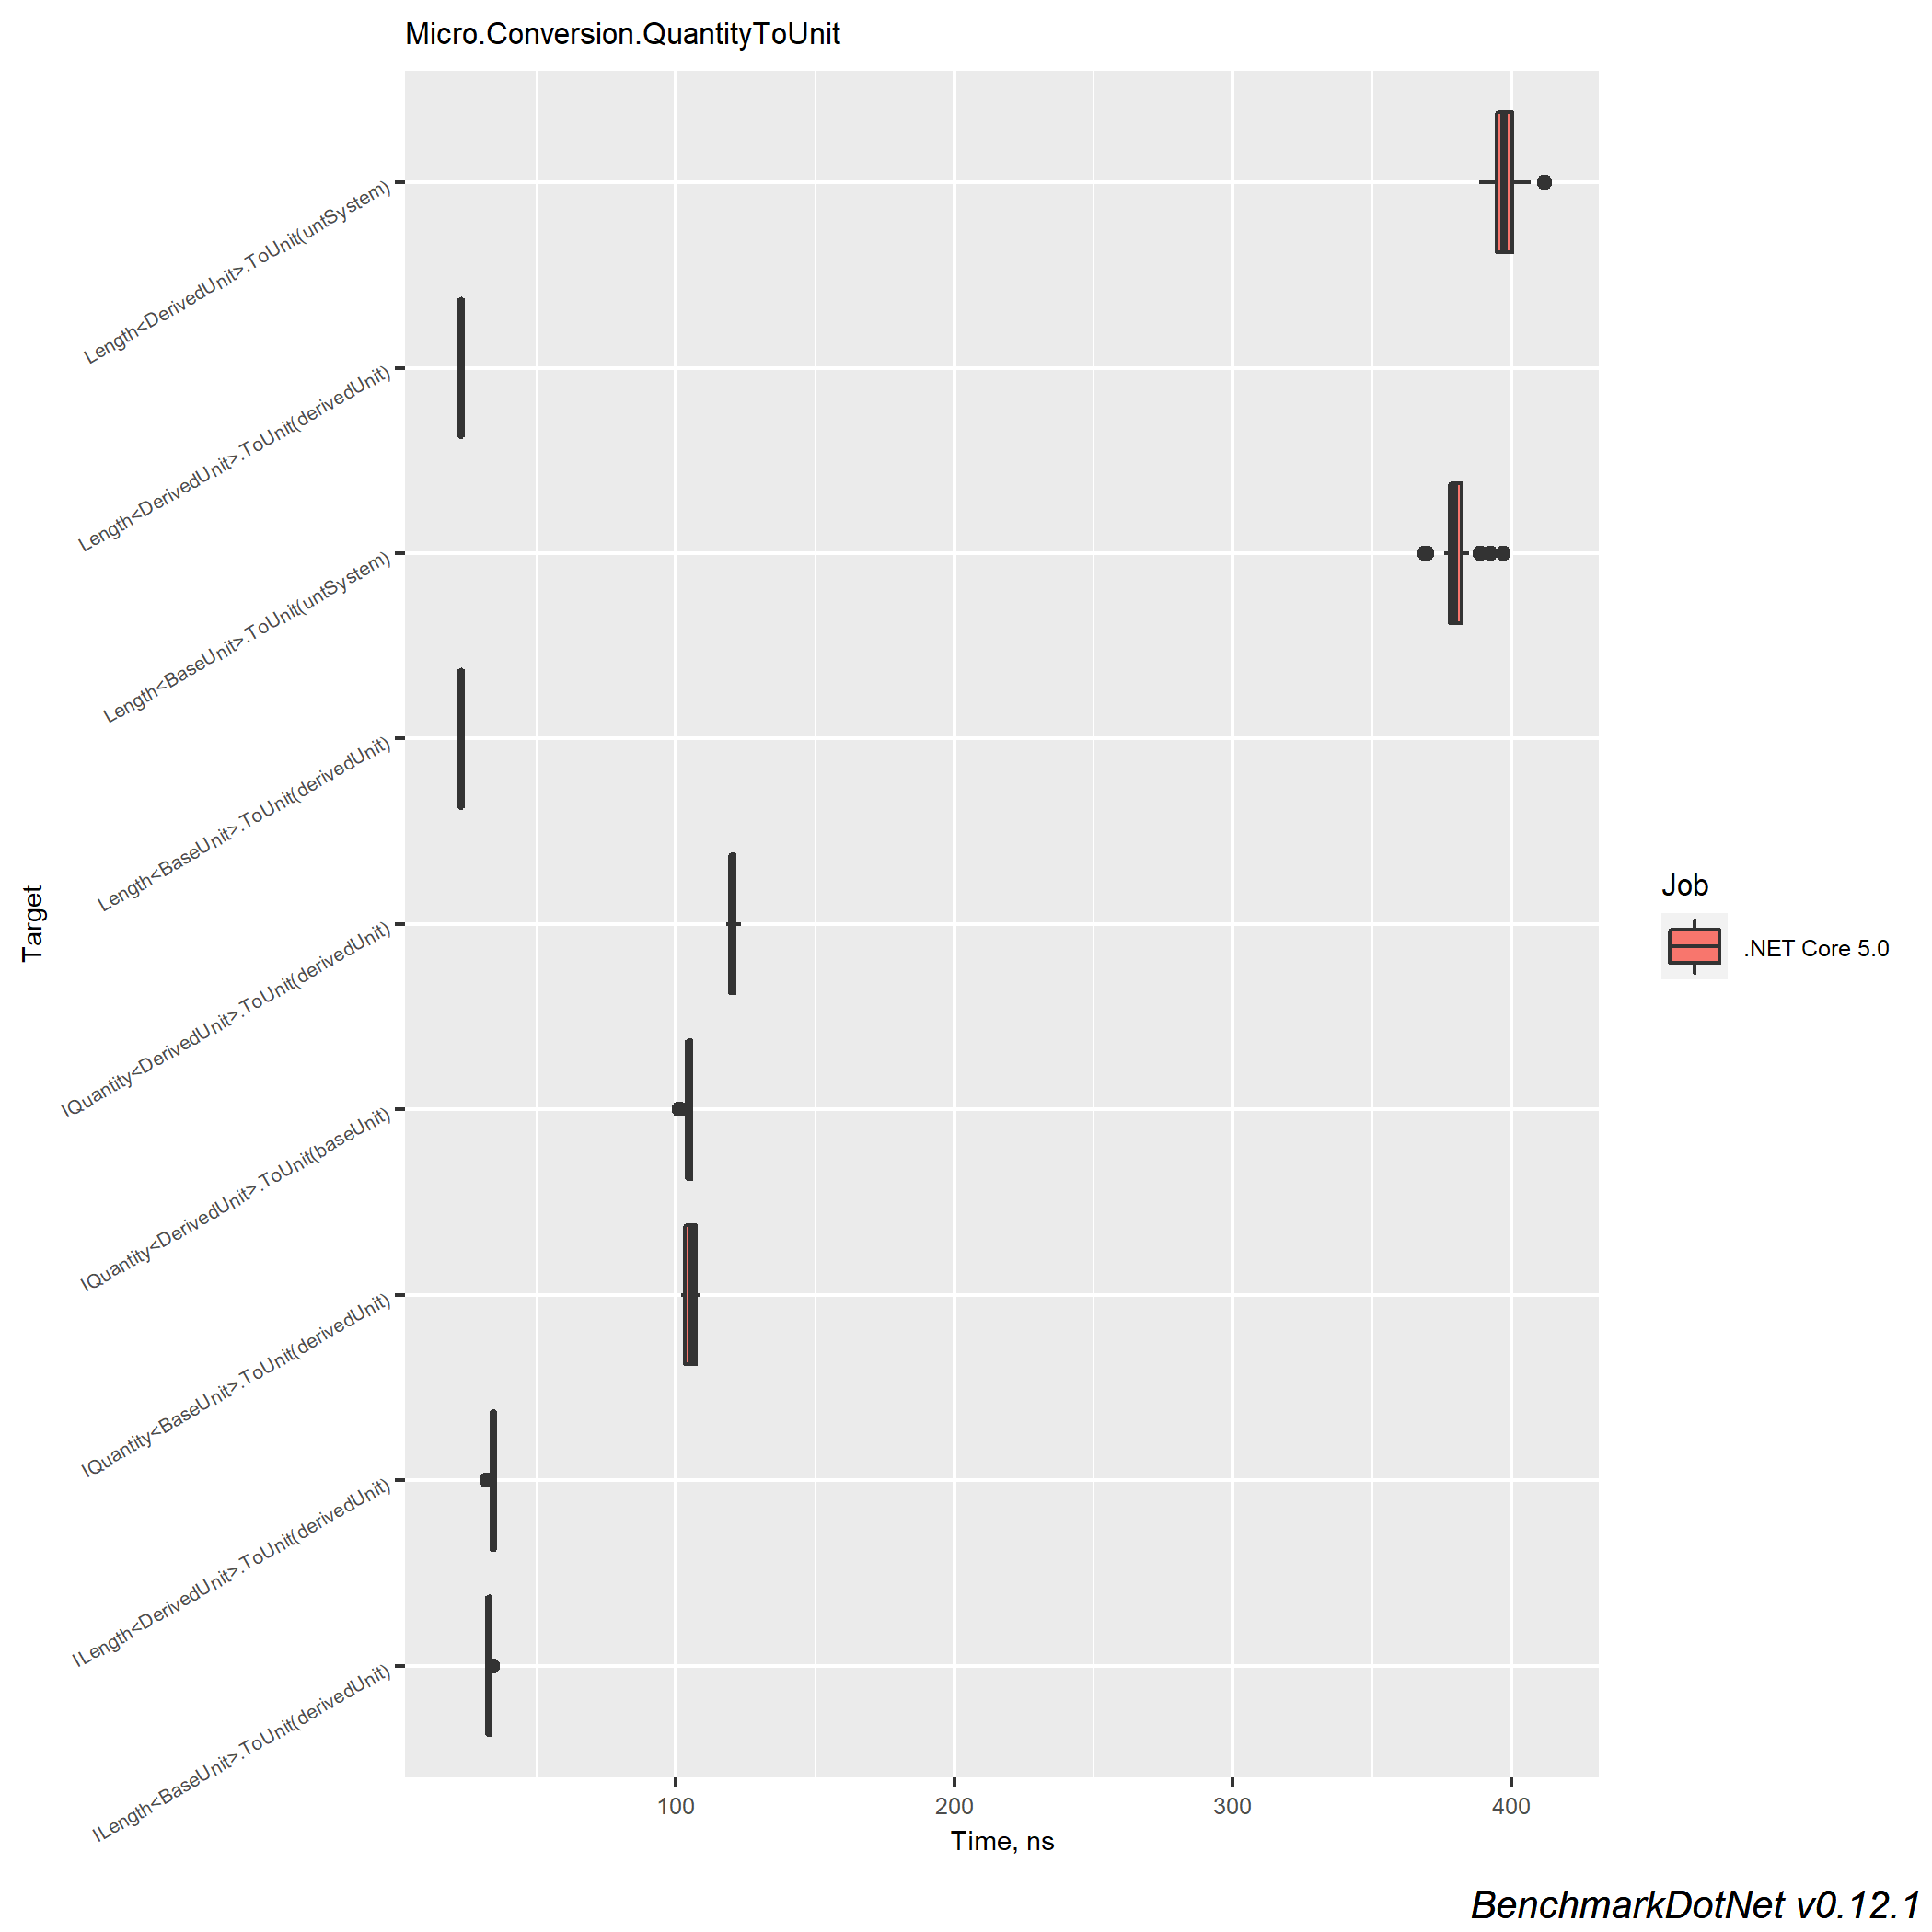 Micro.Conversion.QuantityToUnit
Length<DerivedUnit>.ToUnit(untSystem)
Length<DerivedUnit>.ToUnit(derivedUnit)
Length<BaseUnit>.ToUnit(untSystem)
Length<BaseUnit>.ToUnit(derivedUnit)
IQuantity<DerivedUnit>.ToUnit(derivedUnit)
IQuantity<DerivedUnit>.ToUnit(baseUnit)
IQuantity<BaseUnit>.ToUnit(derivedUnit)
ILength<DerivedUnit>.ToUnit(derivedUnit)
ILength<BaseUnit>.ToUnit(derivedUnit)
Target
100 200 300 400
Time, ns
Job
.NET Core 5.0
BenchmarkDotNet v0.12.1